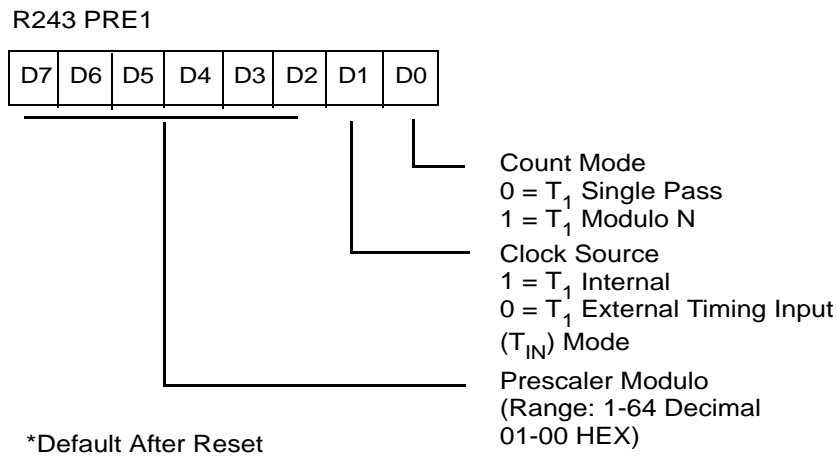 R243 PRE1
D7 D6 D5 D4 D3 D2 D1 D0
Count Mode
0 = T1 Single Pass
1 = T1 Modulo N
Clock Source
1 = T1 Internal
0 = T1 External Timing Input
(TIN) Mode
Prescaler Modulo
(Range: 1-64 Decimal
01-00 HEX)
*Default After Reset